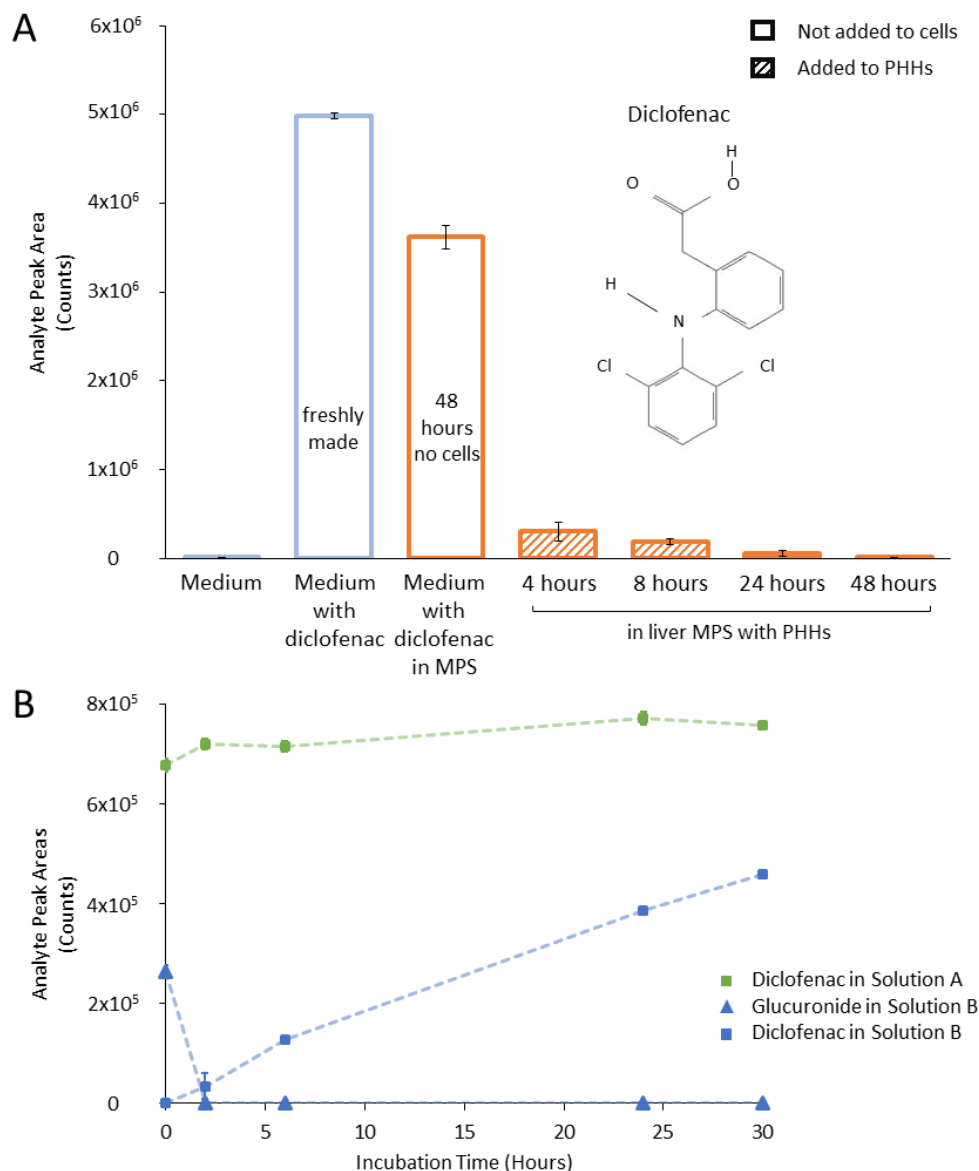 A
6x10⁶
5x10⁶
4x10⁶
3x10⁶
2x10⁶
1x10⁶
0
Analyte Peak Area
(Counts)
Not added to cells
Added to PHHs
Diclofenac
H
O
O
H
N
Cl
Cl
freshly
made
48
hours
no cells
Medium
Medium
with
diclofenac
Medium
with
diclofenac
in MPS
4 hours
8 hours
24 hours
48 hours
in liver MPS with PHHs
B
8x10⁵
6x10⁵
4x10⁵
2x10⁵
0
Analyte Peak Areas
(Counts)
Diclofenac in Solution A
Glucuronide in Solution B
Diclofenac in Solution B
0
5
10
15
20
25
30
Incubation Time (Hours)